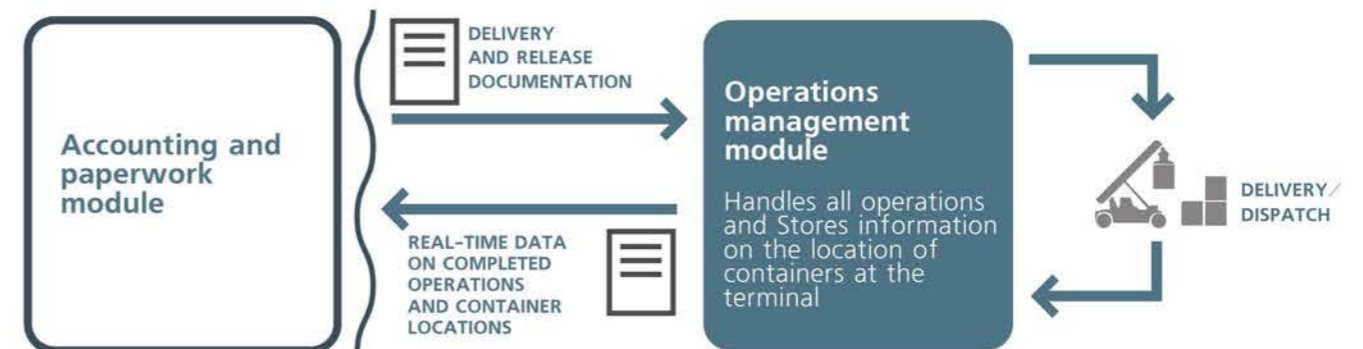 Accounting and
paperwork
module
DELIVERY
AND RELEASE
DOCUMENTATION
REAL-TIME DATA
ON COMPLETED
OPERATIONS
AND CONTAINER
LOCATIONS
Operations
management
module
Handles all operations
and Stores information
on the location of
containers at the
terminal
DELIVERY/
DISPATCH